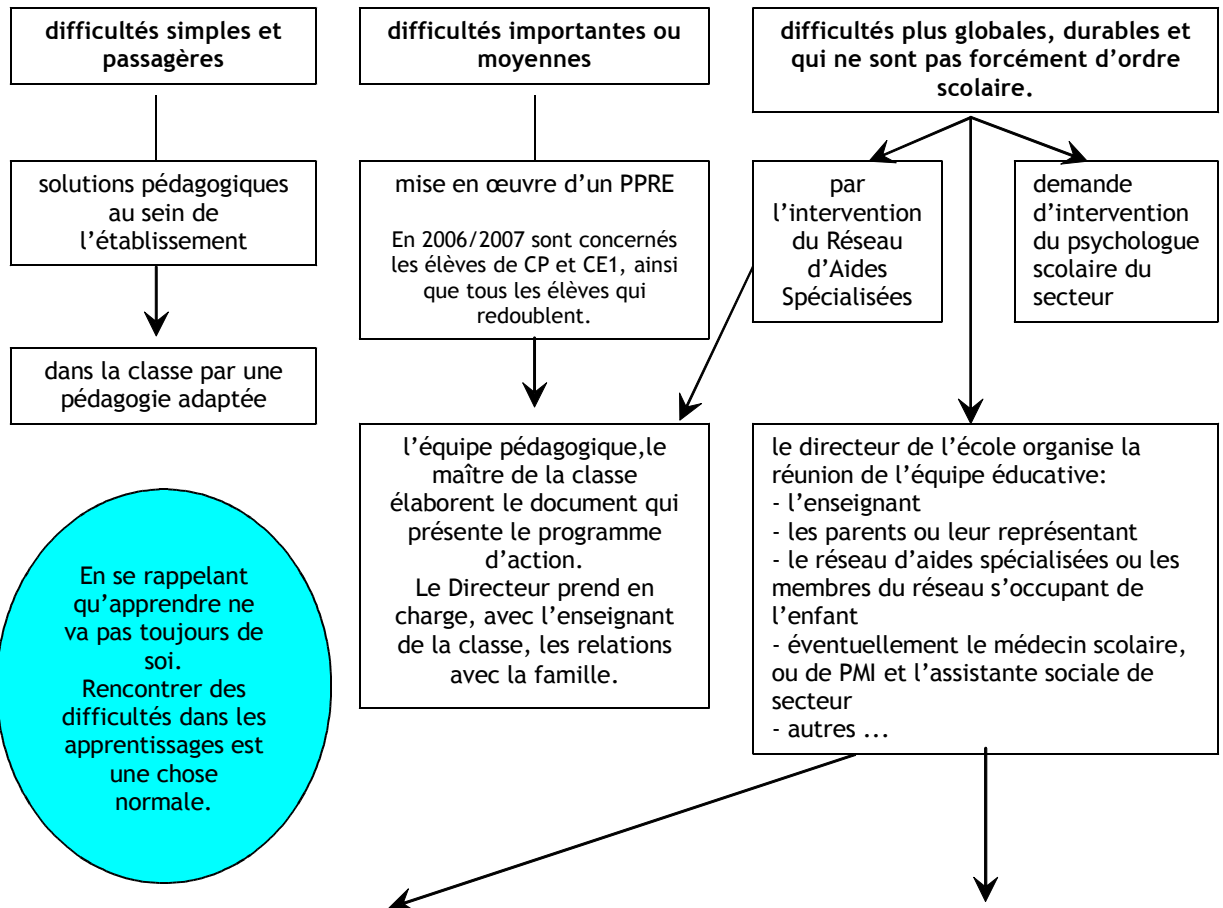 difficultés simples et
passagères
difficultés importantes ou
moyennes
difficultés plus globales, durables et
qui ne sont pas forcément d’ordre
scolaire.
solutions pédagogiques
au sein de
l’établissement
mise en œuvre d’un PPRE
En 2006/2007 sont concernés
les élèves de CP et CE1, ainsi
que tous les élèves qui
redoublent.
par
l’intervention
du Réseau
d’Aides
Spécialisées
demande
d’intervention
du psychologue
scolaire du
secteur
dans la classe par une
pédagogie adaptée
l’équipe pédagogique,le
maître de la classe
élaborent le document qui
présente le programme
d’action.
Le Directeur prend en
charge, avec l’enseignant
de la classe, les relations
avec la famille.
le directeur de l’école organise la
réunion de l’équipe éducative:
- l’enseignant
- les parents ou leur représentant
- le réseau d’aides spécialisées ou les
membres du réseau s’occupant de
l’enfant
- éventuellement le médecin scolaire,
ou de PMI et l’assistante sociale de
secteur
- autres ...
En se rappelant
qu’apprendre ne
va pas toujours de
soi.
Rencontrer des
difficultés dans les
apprentissages est
une chose
normale.